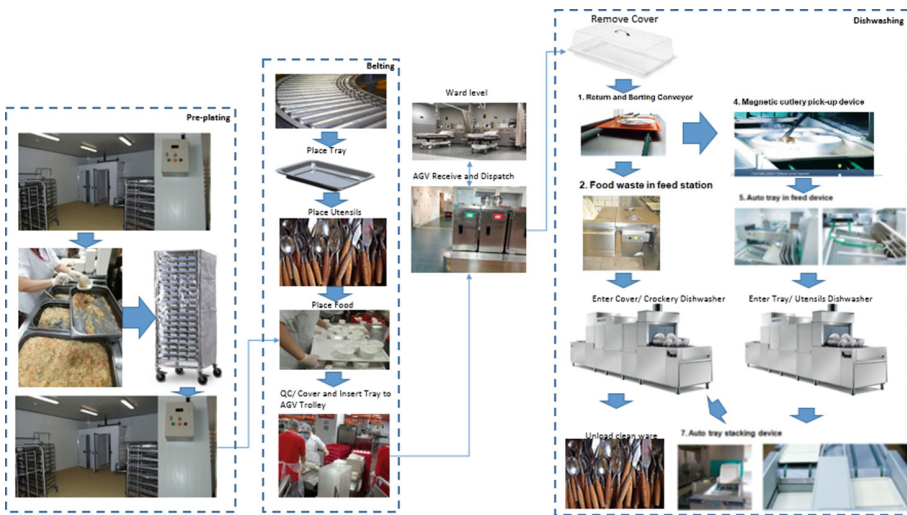 Pre-plating
Belting
Place Tray
Place Utensils
Place Food
QC/ Cover and Insert Tray to
AGV Trolley
Ward level
AGV Receive and Dispatch
Dishwashing
Remove Cover
1. Return and Sorting Conveyor
2. Food waste in feed station
Enter Cover/ Crockery Dishwasher
Unload clean ware
4. Magnetic cutlery pick-up device
5. Auto tray in feed device
Enter Tray/ Utensils Dishwasher
7. Auto tray stacking device